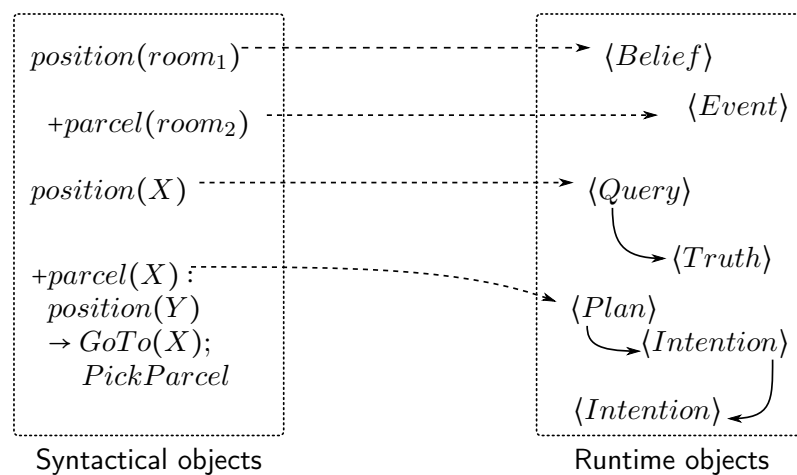 position(room₁)
+parcel(room₂)
position(X)
+parcel(X) :
position(Y)
→ GoTo(X);
PickParcel
Syntactical objects
⟨Belief⟩
⟨Event⟩
⟨Query⟩
⟨Truth⟩
⟨Plan⟩
⟨Intention⟩
⟨Intention⟩
Runtime objects